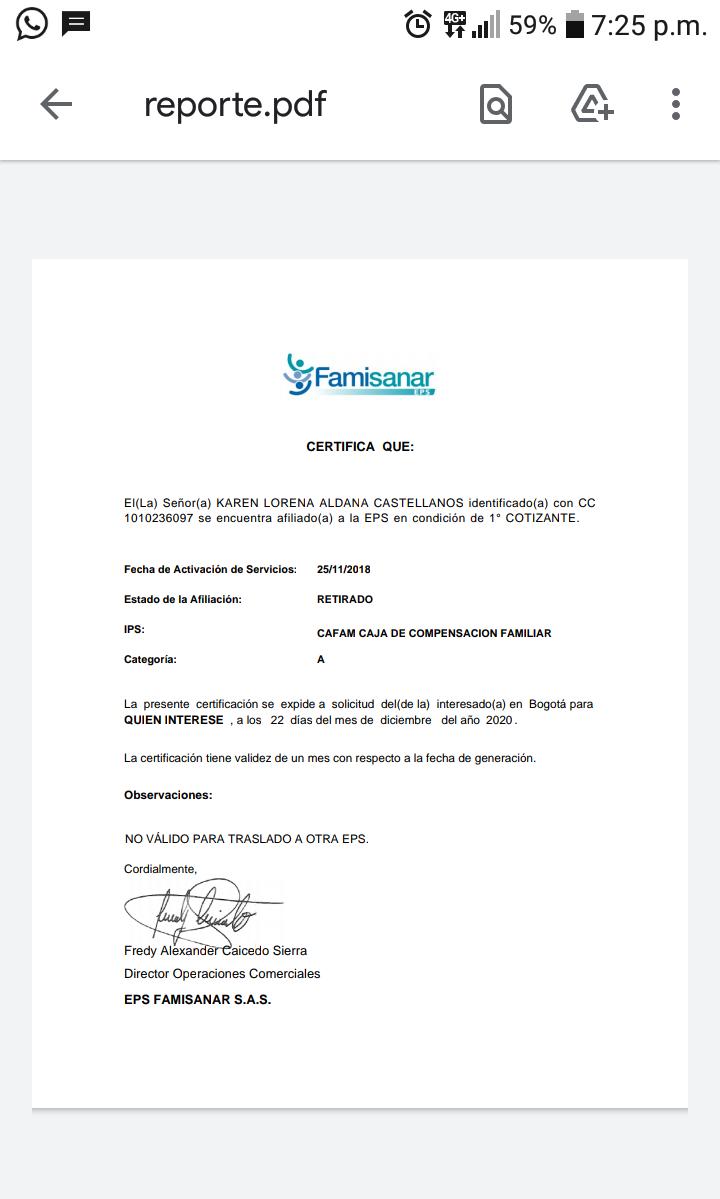 4G+ 59% 7:25 p.m.
reporte.pdf
Famisanar
EPS
CERTIFICA QUE:
El(La) Señor(a) KAREN LORENA ALDANA CASTELLANOS identificado(a) con CC
1010236097 se encuentra afiliado(a) a la EPS en condición de 1° COTIZANTE.
Fecha de Activación de Servicios: 25/11/2018
Estado de la Afiliación: RETIRADO
IPS: CAFAM CAJA DE COMPENSACION FAMILIAR
Categoría: A
La presente certificación se expide a solicitud del(de la) interesado(a) en Bogotá para
QUIEN INTERESE , a los 22 días del mes de diciembre del año 2020.
La certificación tiene validez de un mes con respecto a la fecha de generación.
Observaciones:
NO VÁLIDO PARA TRASLADO A OTRA EPS.
Cordialmente,
Fredy Alexander Caicedo Sierra
Director Operaciones Comerciales
EPS FAMISANAR S.A.S.